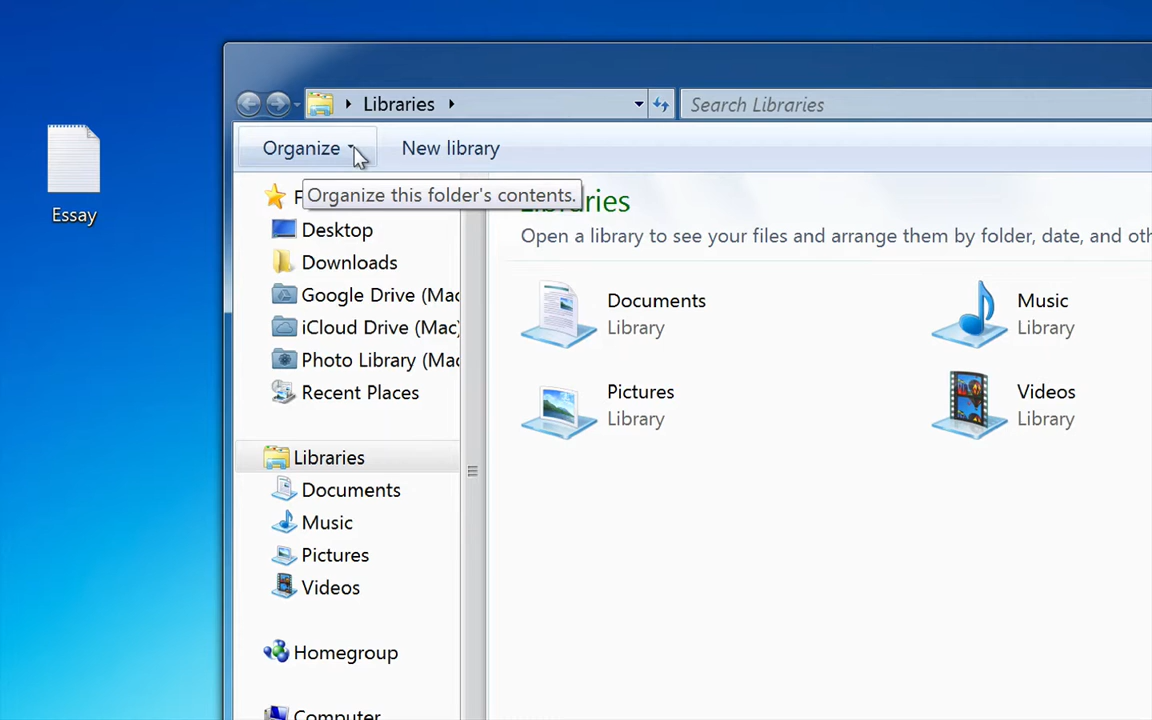 Essay
Libraries
Search Libraries
Organize
New library
Organize this folder's contents.
Open a library to see your files and arrange them by folder, date, and
Desktop
Downloads
Google Drive (Mac
iCloud Drive (Mac)
Photo Library (Mac
Recent Places
Libraries
Documents
Music
Pictures
Videos
Homegroup
Computer
Documents
Library
Music
Library
Pictures
Library
Videos
Library